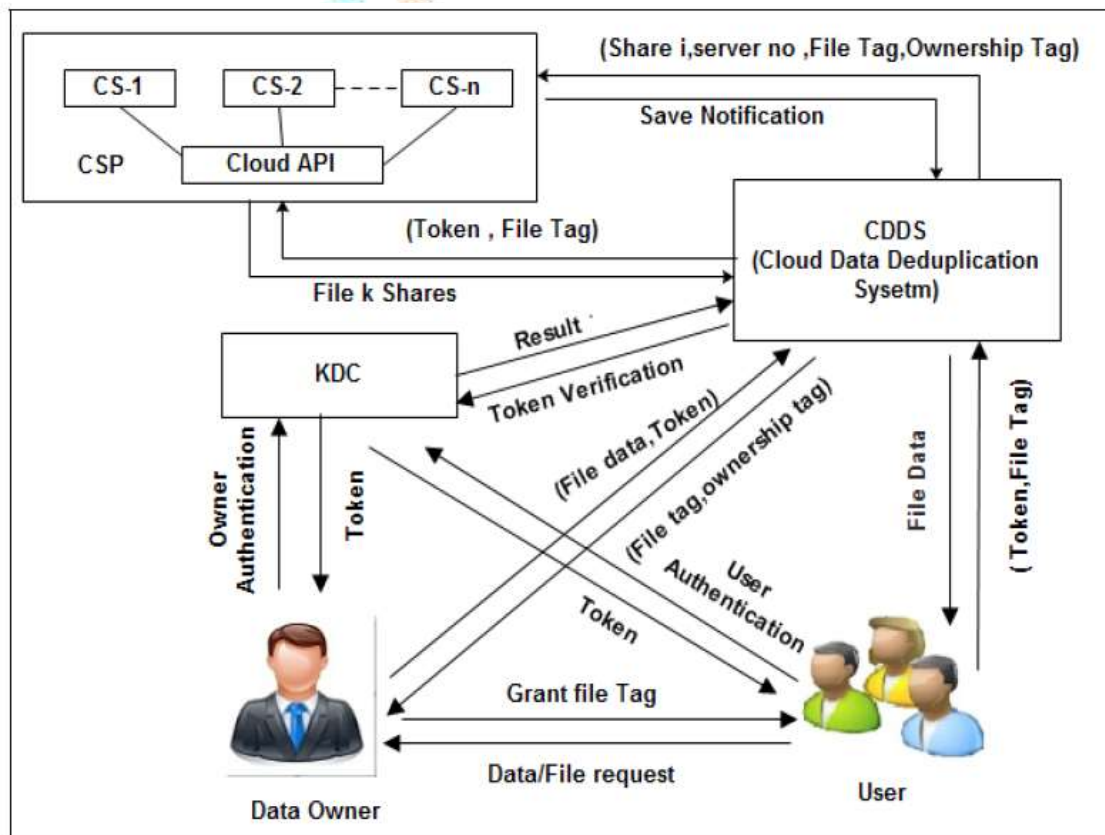 (Share i,server no ,File Tag,Ownership Tag)
CS-1
CS-2
CS-n
Save Notification
CSP
Cloud API
(Token , File Tag)
CDDS
(Cloud Data Deduplication
Sysetm)
File k Shares
Result
KDC
Token Verification
(File data,Token)
(File tag,ownership tag)
Owner
Authentication
Token
File Data
( Token,File Tag)
User
Authentication
Token
Grant file Tag
Data/File request
Data Owner
User